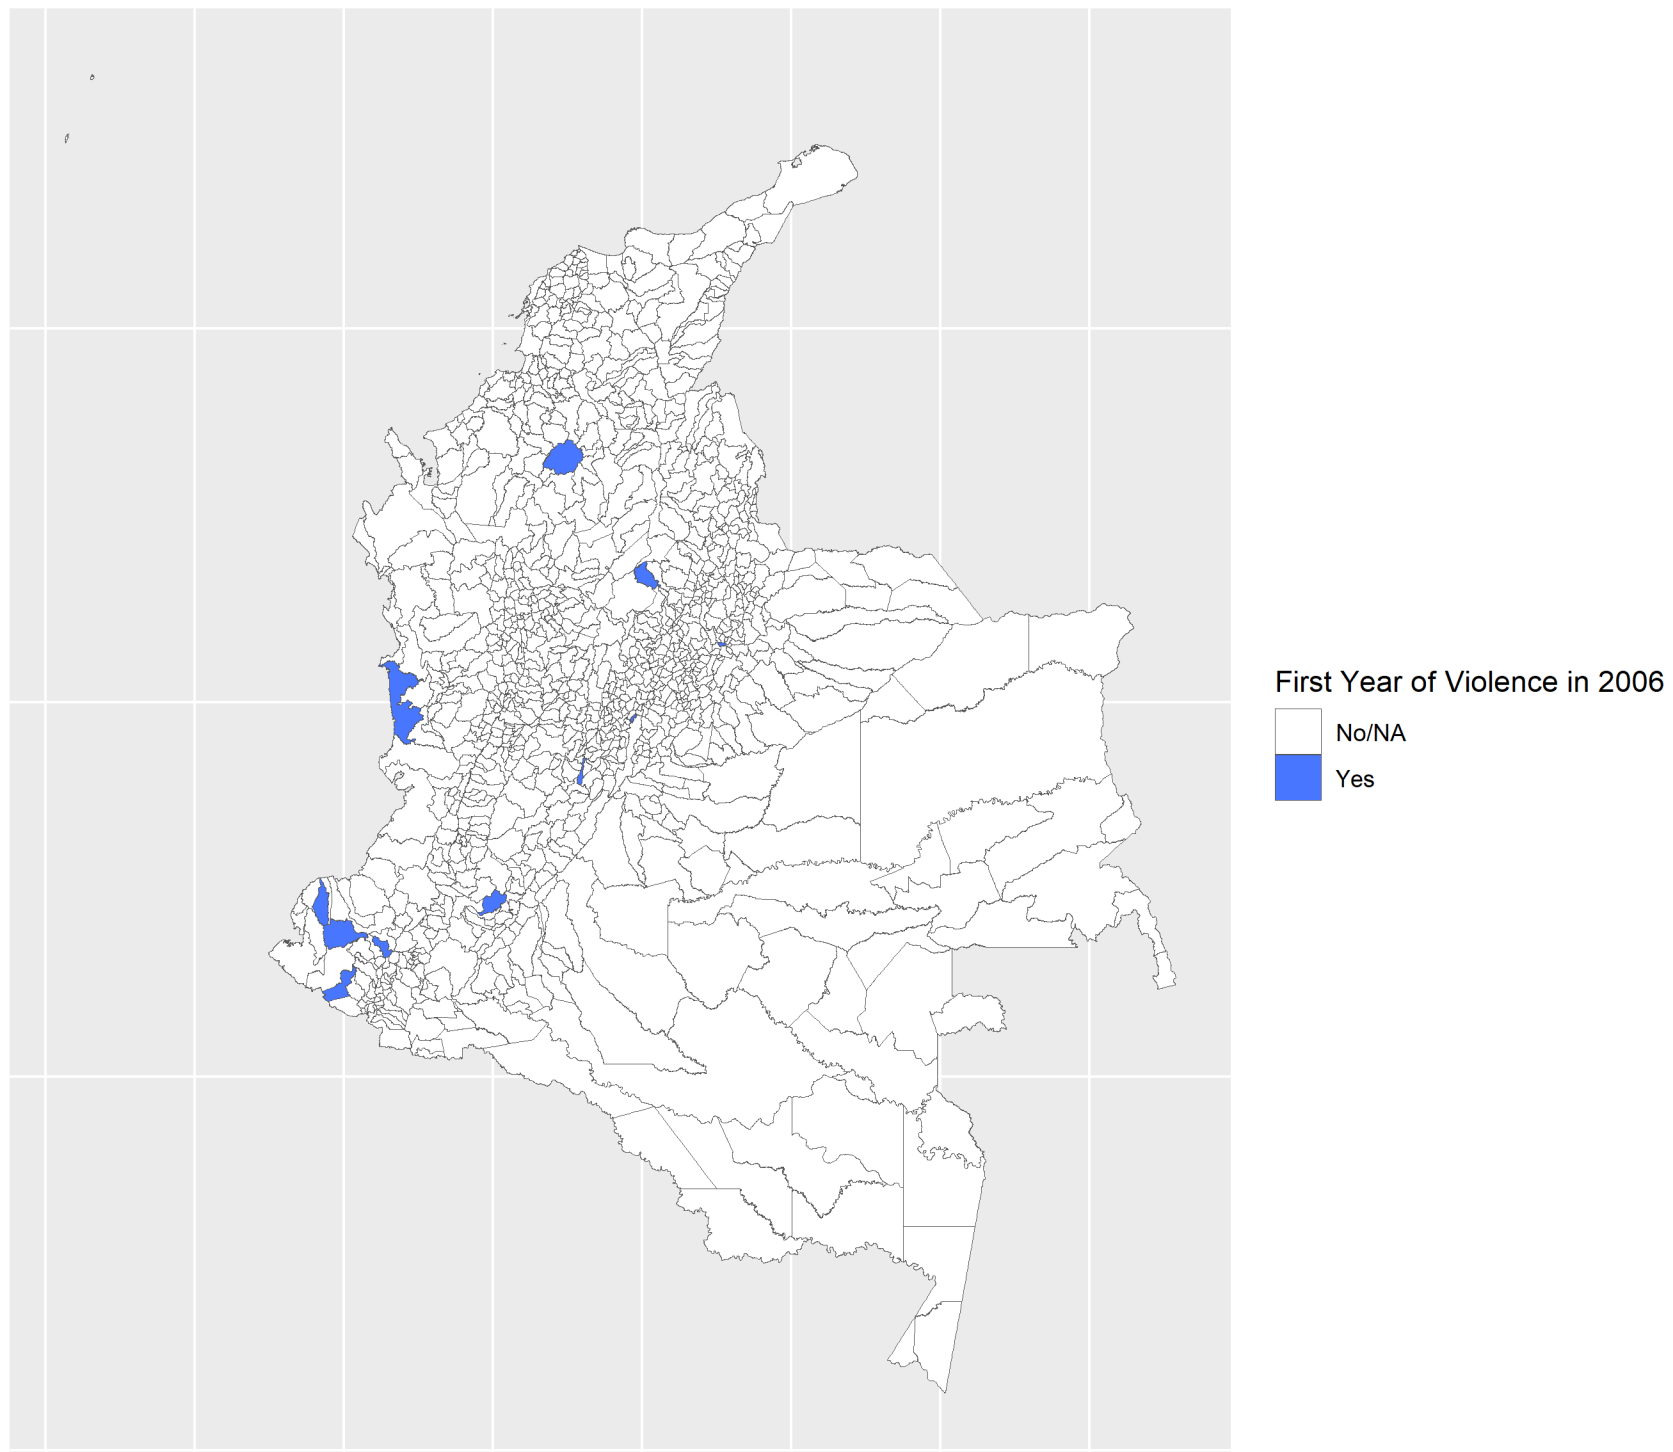 First Year of Violence in 2006
No/NA
Yes